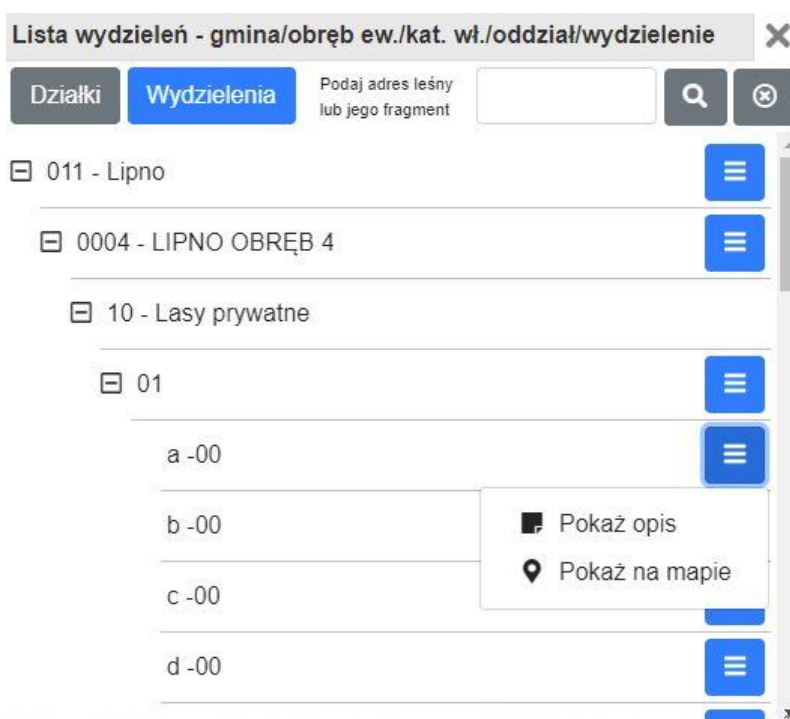 Lista wydzieleń - gmina/obręb ew./kat. wł./oddział/wydzielenie
Działki
Wydzielenia
Podaj adres leśny
lub jego fragment
011 - Lipno
0004 - LIPNO OBRĘB 4
10 - Lasy prywatne
01
a -00
b -00
Pokaż opis
Pokaż na mapie
c -00
d -00